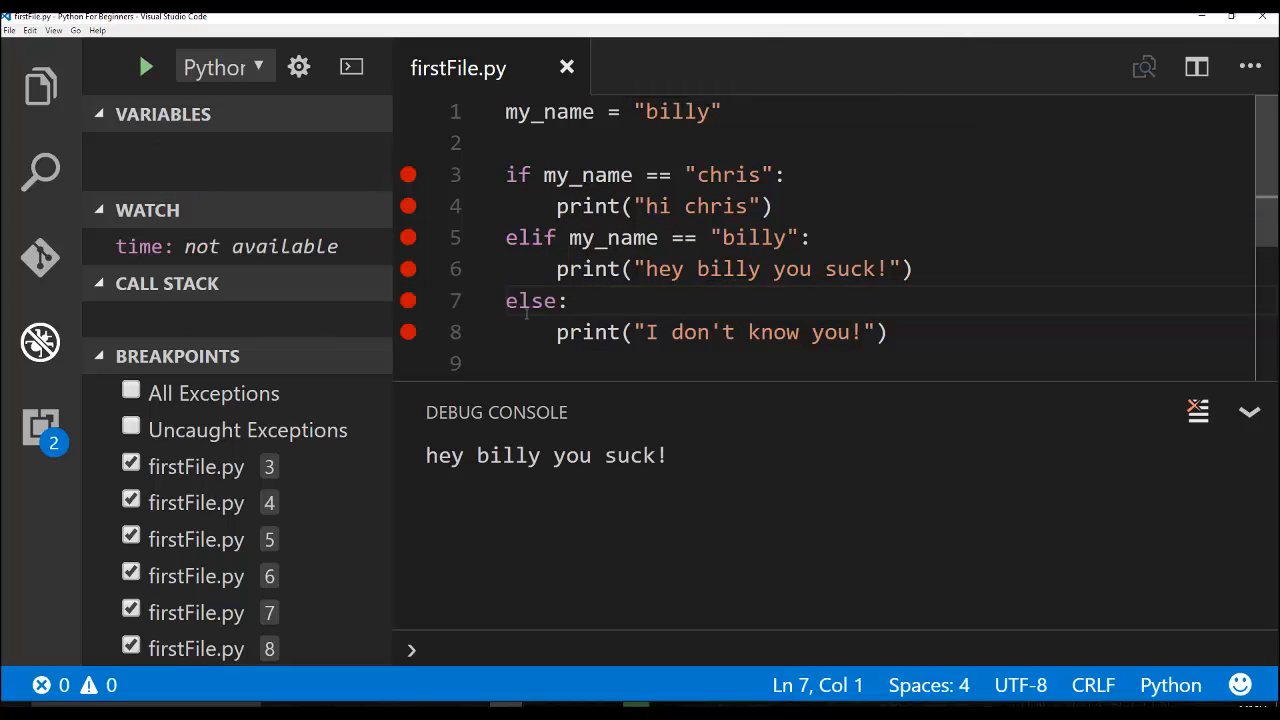 firstFile.py - Python For Beginners - Visual Studio Code
File Edit View Go Help
Python
firstFile.py
VARIABLES
WATCH
time: not available
CALL STACK
BREAKPOINTS
All Exceptions
Uncaught Exceptions
firstFile.py 3
firstFile.py 4
firstFile.py 5
firstFile.py 6
firstFile.py 7
firstFile.py 8
2
1 my_name = "billy"
2
3 if my_name == "chris":
4 print("hi chris")
5 elif my_name == "billy":
6 print("hey billy you suck!")
7 else:
8 print("I don't know you!")
9
DEBUG CONSOLE
hey billy you suck!
0 0 Ln 7, Col 1 Spaces: 4 UTF-8 CRLF Python